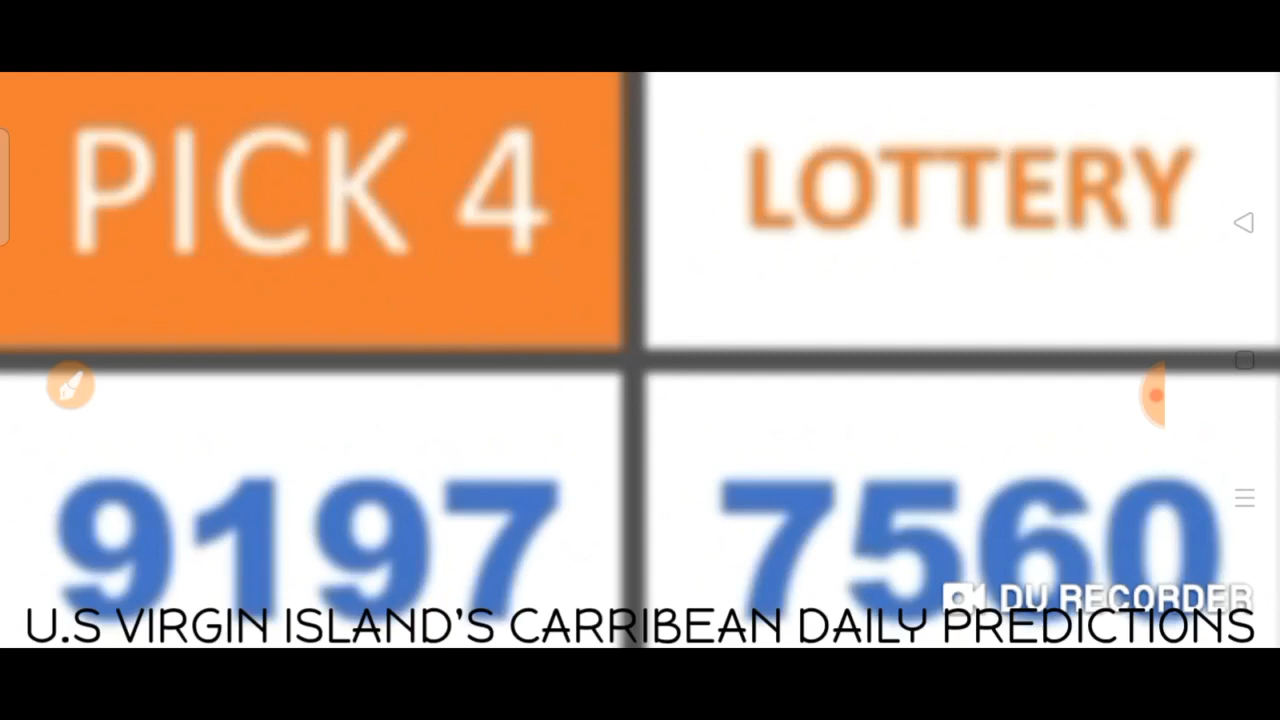 PICK 4 LOTTERY
9197 7560
DU RECORDER
U.S VIRGIN ISLAND'S CARRIBEAN DAILY PREDICTIONS